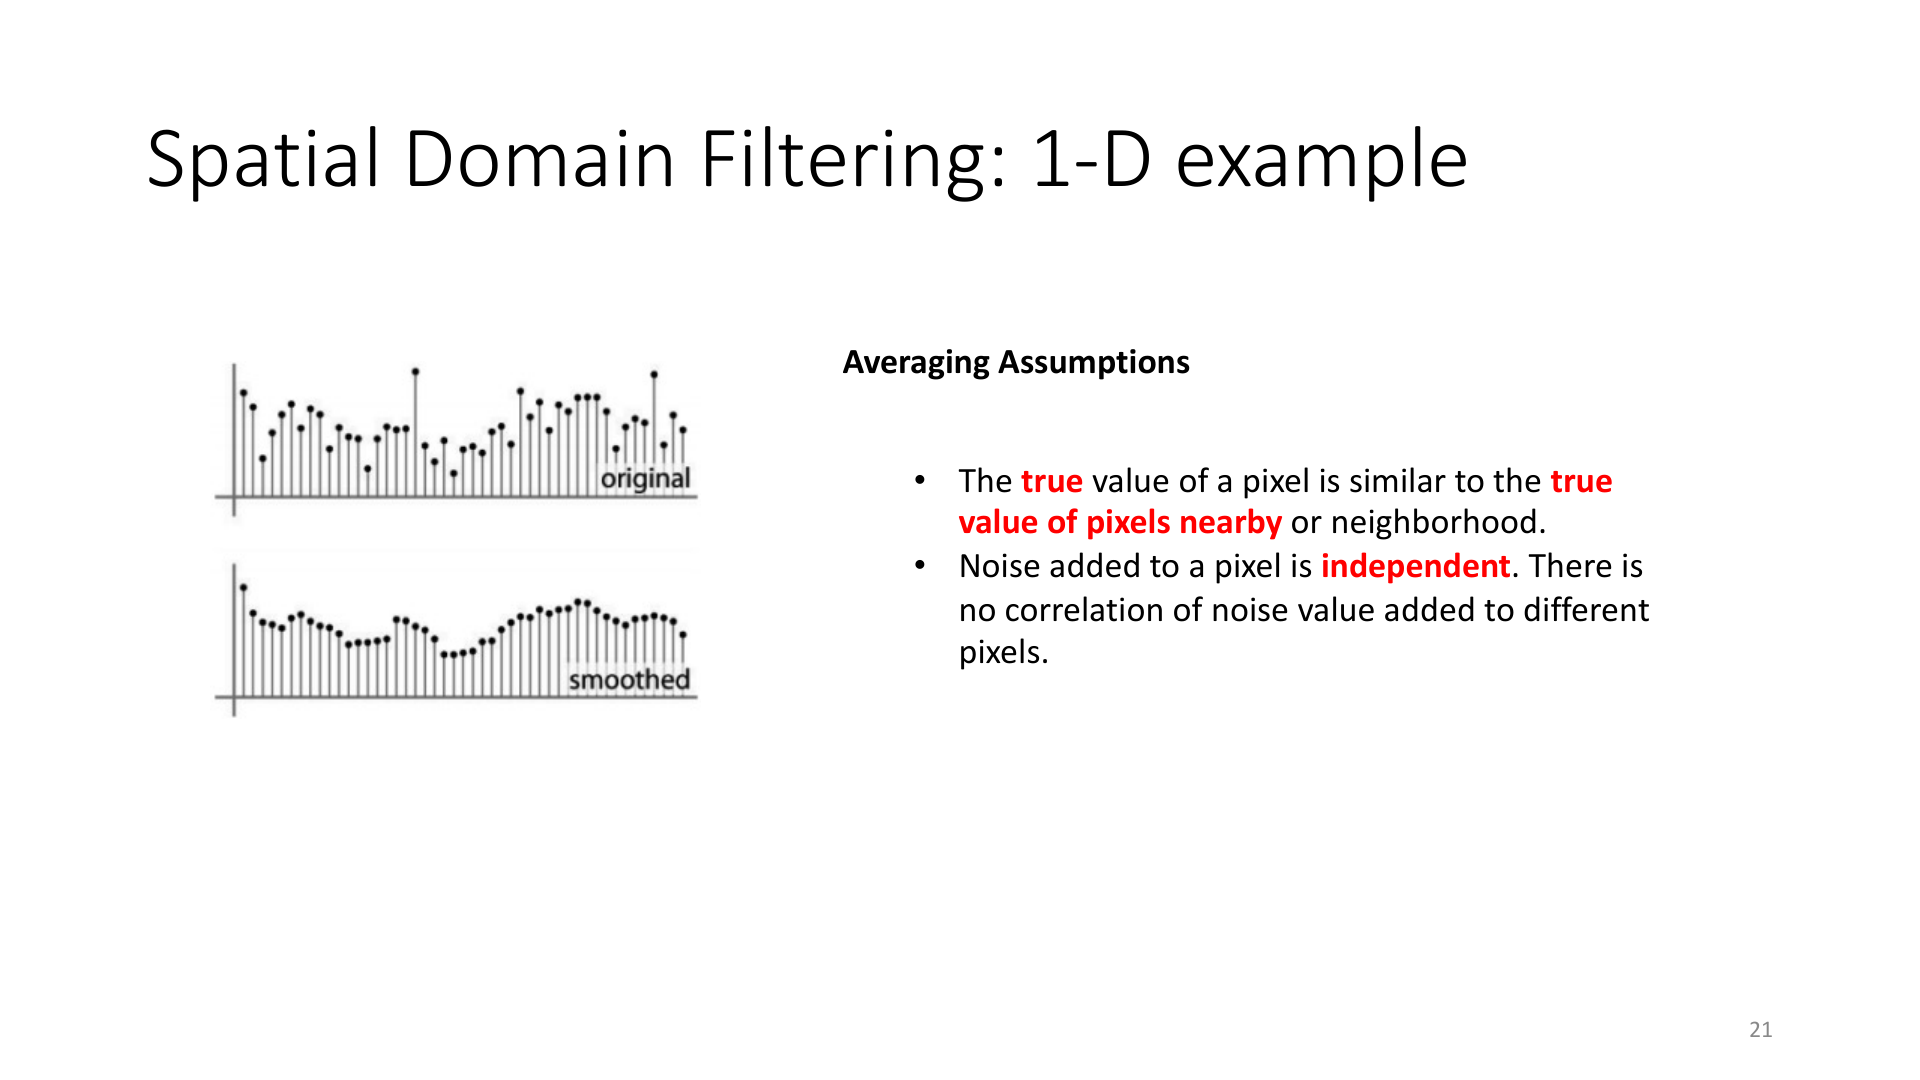 Spatial Domain Filtering: 1-D example
original
smoothed
Averaging Assumptions
• The true value of a pixel is similar to the true
value of pixels nearby or neighborhood.
• Noise added to a pixel is independent. There is
no correlation of noise value added to different
pixels.
21